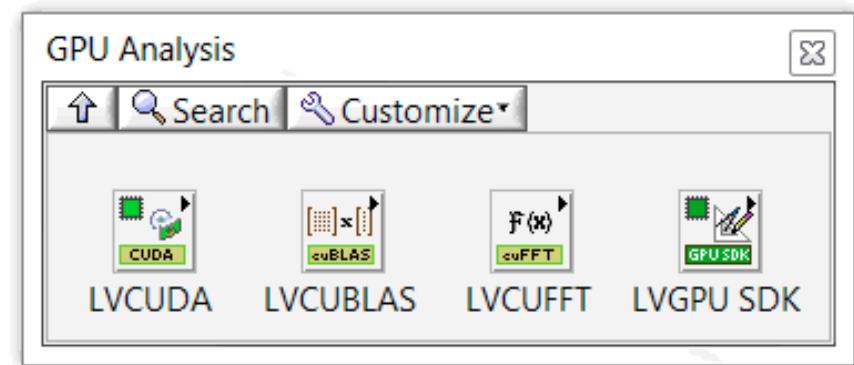 GPU Analysis
Search Customize
[ ] x [ ] F(x)
CUDA cuBLAS cuFFT GPU SDK
LVCUDA LVCUBLAS LVCUFFT LVGPU SDK